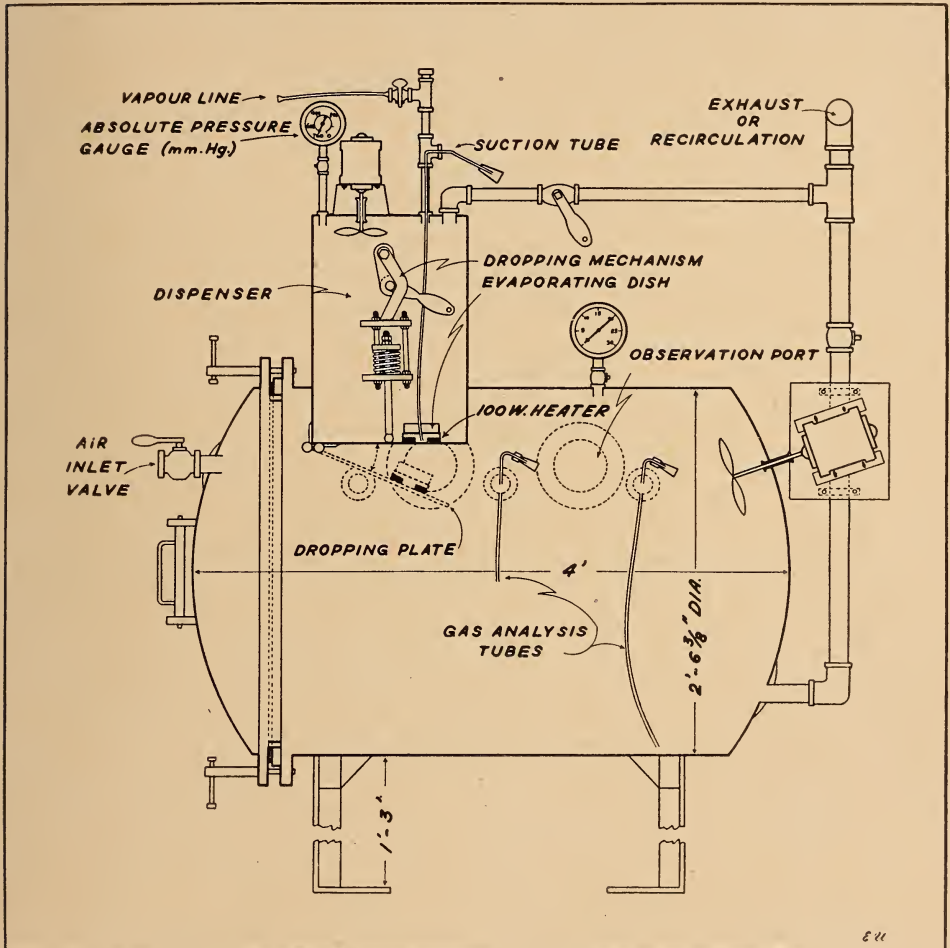 VAPOUR LINE
ABSOLUTE PRESSURE
GAUGE (mm.Hg.)
SUCTION TUBE
EXHAUST
OR
RECIRCULATION
DISPENSER
DROPPING MECHANISM
EVAPORATING DISH
OBSERVATION PORT
100W. HEATER
AIR
INLET
VALVE
DROPPING PLATE
4'
GAS ANALYSIS
TUBES
2'-6 3/8" DIA.
1'-3"